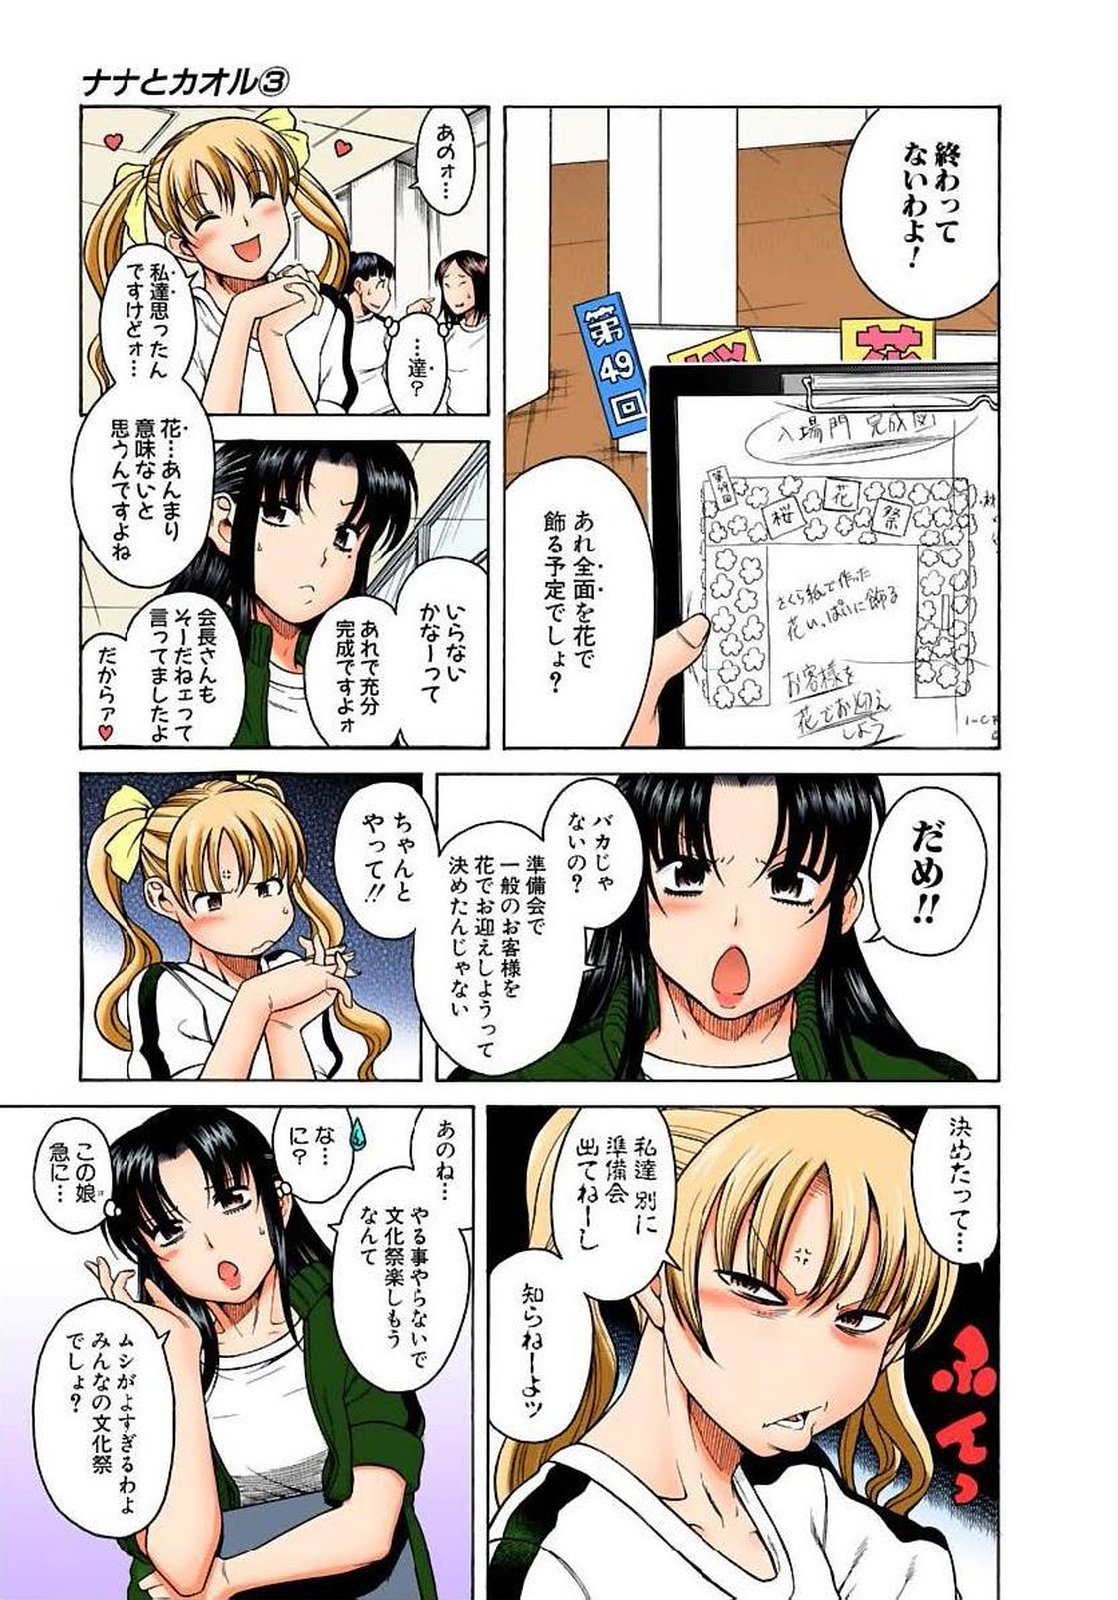 ナナとカオル③
終わって
ないわよ！
第49回
桜
花
入場門 完成図
第49回
桜
花
祭
さくら紙で作った
花いっぱいに飾る
お客様を
花でお迎え
しよう
あれ全面を花で
飾る予定でしょ？
あのォ…
私達思ったん
ですけどォ…
…達？
花…あんまり
意味ないと
思うんですよね
いらない
かなーって
あれで充分
完成ですよォ
会長さんも
そーだねェって
言ってましたよ
だからァ♥
だめ!!
バカじゃ
ないの？
準備会で
一般のお客様を
花でお迎えしようって
決めたんじゃない
ちゃんと
やって!!
決めたって…
私達 別に
準備会
出てねーし
知らねーよッ
ふてっ
あのね…
やる事やらないで
文化祭楽しもう
なんて
な…
に？
この娘
急に…
ムシがよすぎるわよ
みんなの文化祭
でしょ？